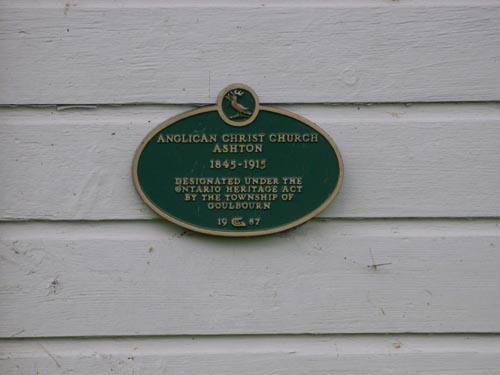 ANGLICAN CHRIST CHURCH
ASHTON
1845-1915
DESIGNATED UNDER THE
ONTARIO HERITAGE ACT
BY THE TOWNSHIP OF
GOULBOURN
19 87